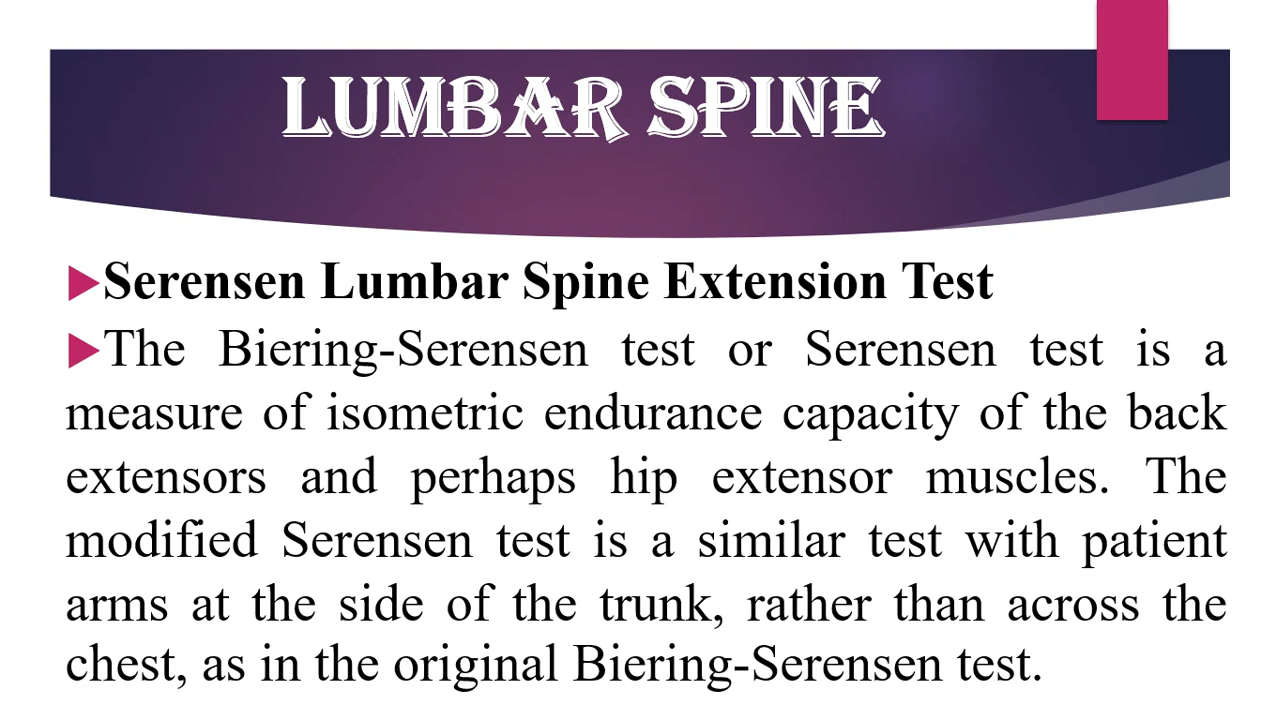 LUMBAR SPINE
Serensen Lumbar Spine Extension Test
The Biering-Serensen test or Serensen test is a
measure of isometric endurance capacity of the back
extensors and perhaps hip extensor muscles. The
modified Serensen test is a similar test with patient
arms at the side of the trunk, rather than across the
chest, as in the original Biering-Serensen test.